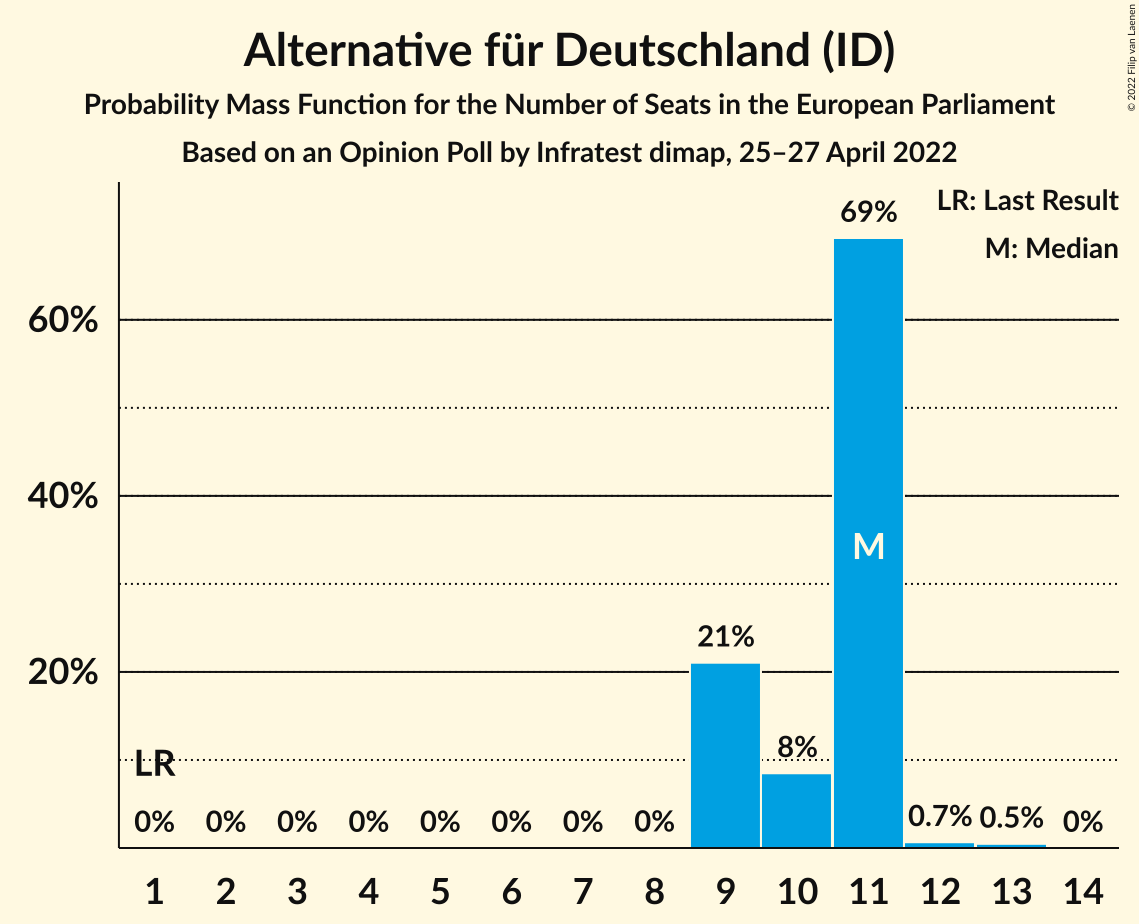 Alternative für Deutschland (ID)
Probability Mass Function for the Number of Seats in the European Parliament
Based on an Opinion Poll by Infratest dimap, 25–27 April 2022
© 2022 Filip van Laenen
LR: Last Result
M: Median
69%
60%
40%
M
21%
20%
8%
LR
0% 0% 0% 0% 0% 0% 0% 0% 0.7% 0.5% 0%
1 2 3 4 5 6 7 8 9 10 11 12 13 14